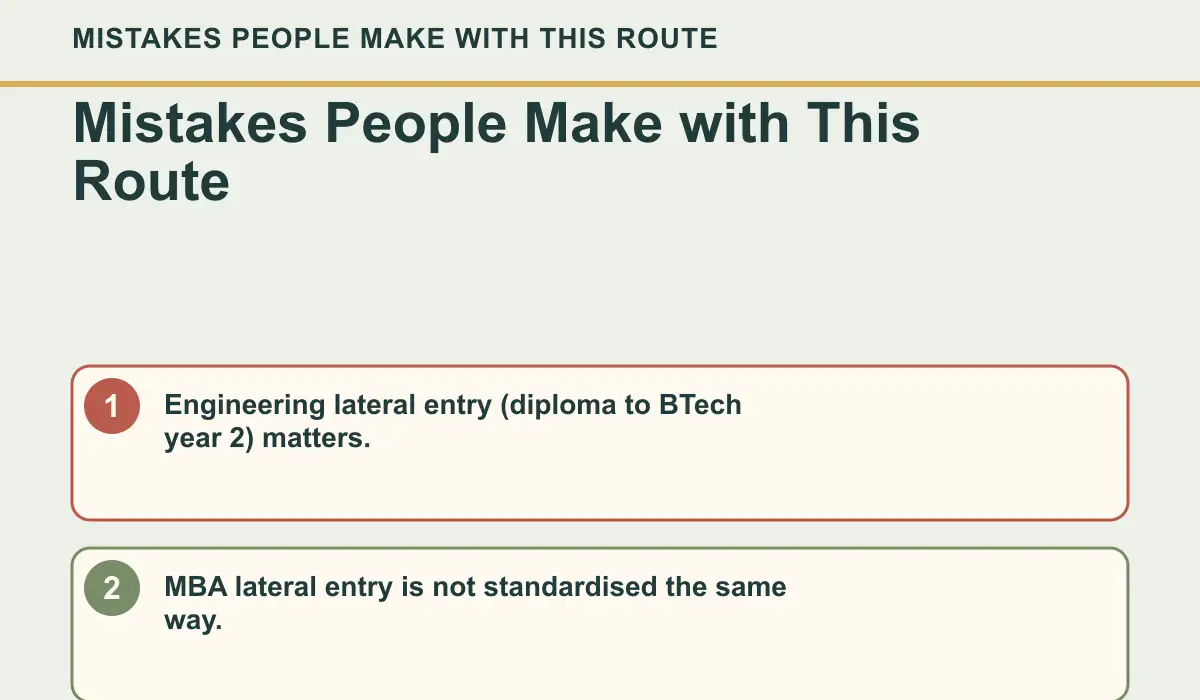 MISTAKES PEOPLE MAKE WITH THIS ROUTE
Mistakes People Make with This
Route
1
Engineering lateral entry (diploma to BTech
year 2) matters.
2
MBA lateral entry is not standardised the same
way.